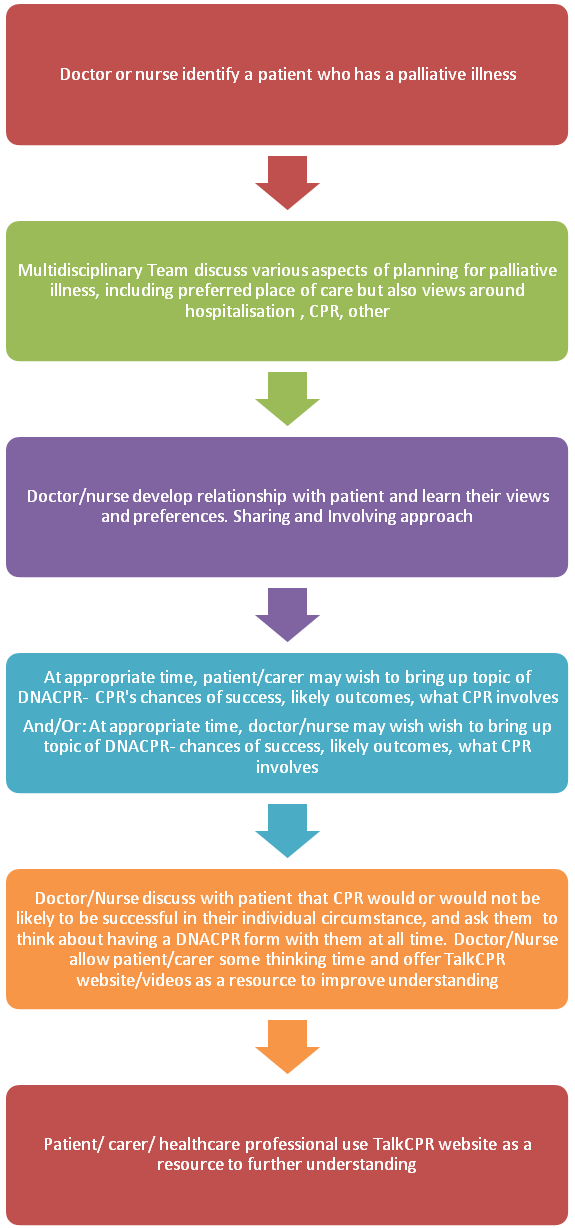 Doctor or nurse identify a patient who has a palliative illness
Multidisciplinary Team discuss various aspects of planning for palliative
illness, including preferred place of care but also views around
hospitalisation , CPR, other
Doctor/nurse develop relationship with patient and learn their views
and preferences. Sharing and Involving approach
At appropriate time, patient/carer may wish to bring up topic of
DNACPR- CPR's chances of success, likely outcomes, what CPR involves
And/Or: At appropriate time, doctor/nurse may wish wish to bring up
topic of DNACPR- chances of success, likely outcomes, what CPR
involves
Doctor/Nurse discuss with patient that CPR would or would not be
likely to be successful in their individual circumstance, and ask them to
think about having a DNACPR form with them at all time. Doctor/Nurse
allow patient/carer some thinking time and offer TalkCPR
website/videos as a resource to improve understanding
Patient/ carer/ healthcare professional use TalkCPR website as a
resource to further understanding